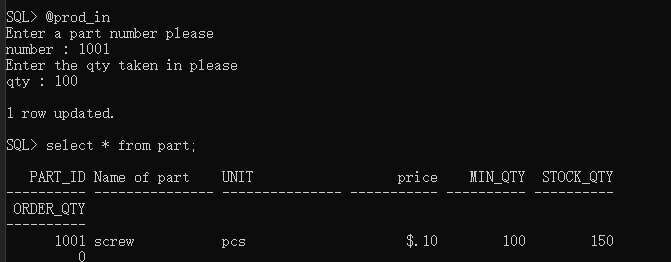 SQL> @prod_in
Enter a part number please
number : 1001
Enter the qty taken in please
qty : 100
1 row updated.
SQL> select * from part;
PART_ID Name of part UNIT price MIN_QTY STOCK_QTY
---------- --------------- --------------- ----------- ---------- ----------
ORDER_QTY
----------
1001 screw pcs $.10 100 150
0